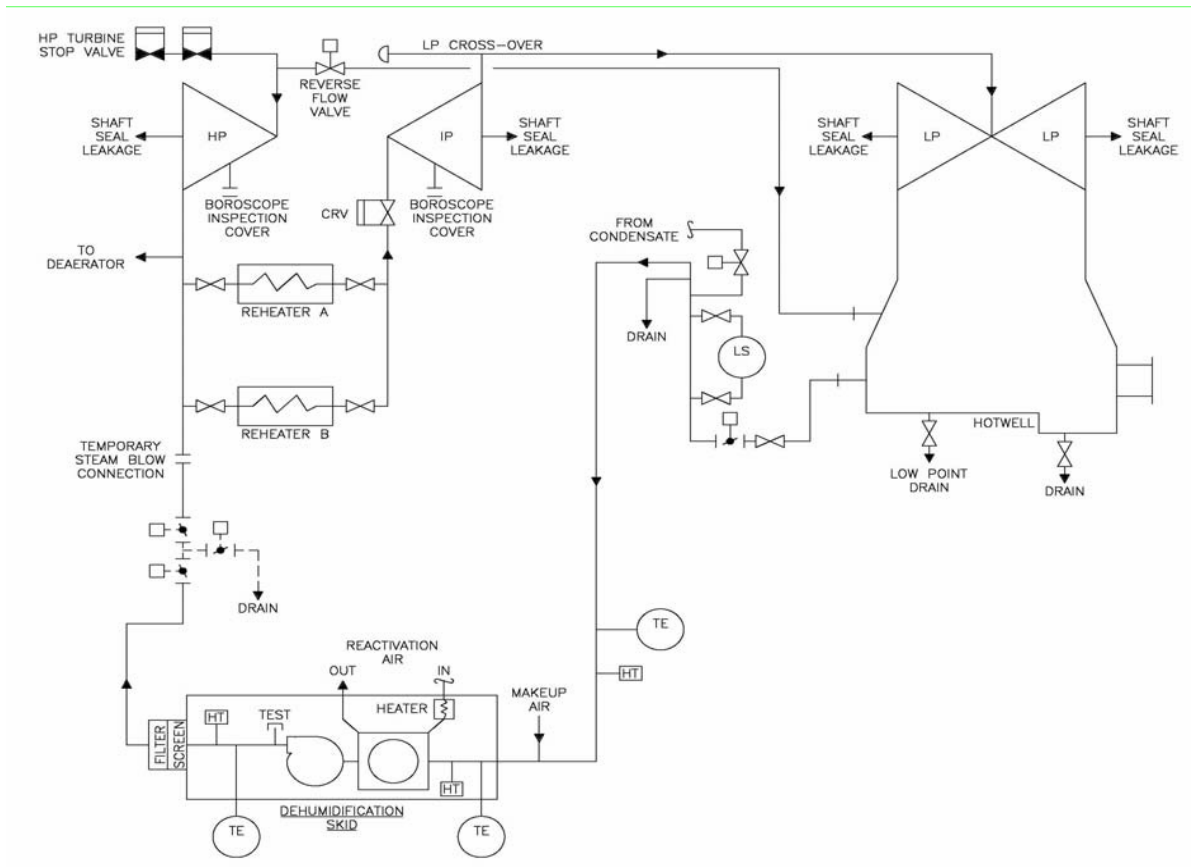 HP TURBINE
STOP VALVE
LP CROSS-OVER
REVERSE
FLOW
VALVE
SHAFT
SEAL
LEAKAGE
HP
IP
SHAFT
SEAL
LEAKAGE
SHAFT
SEAL
LEAKAGE
LP
LP
SHAFT
SEAL
LEAKAGE
BOROSCOPE
INSPECTION
COVER
CRV
BOROSCOPE
INSPECTION
COVER
TO
DEAERATOR
FROM
CONDENSATE
REHEATER A
DRAIN
LS
REHEATER B
HOTWELL
TEMPORARY
STEAM BLOW
CONNECTION
LOW POINT
DRAIN
DRAIN
DRAIN
TE
HT
REACTIVATION
AIR
OUT
IN
MAKEUP
AIR
HEATER
HT
TEST
FILTER
SCREEN
HT
DEHUMIDIFICATION
SKID
TE
TE